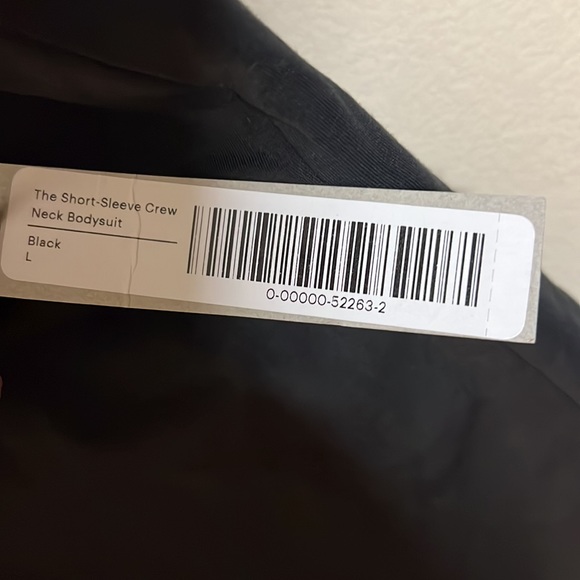 The Short-Sleeve Crew
Neck Bodysuit
Black
L
0-00000-52263-2